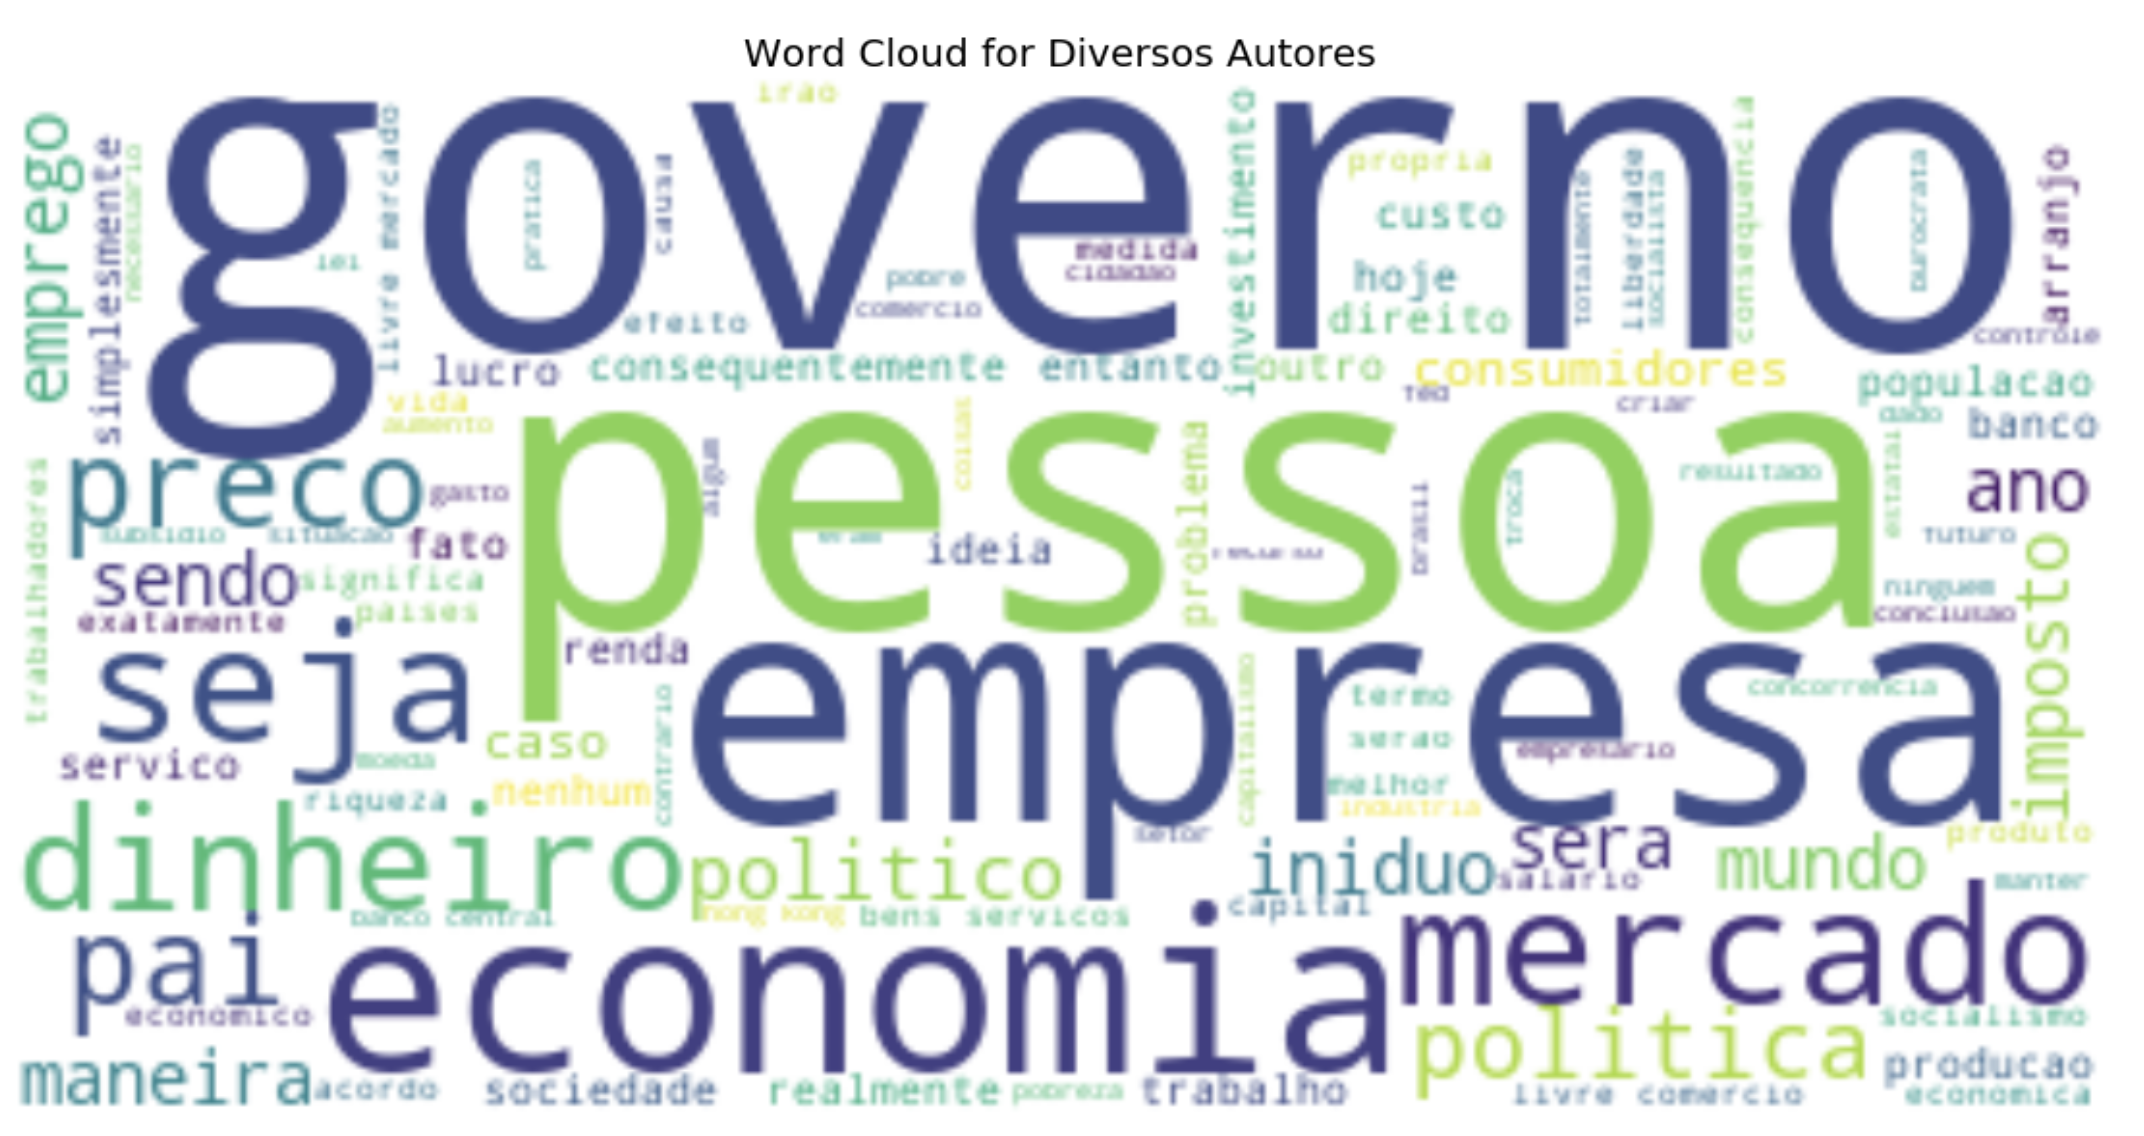 Word Cloud for Diversos Autores
irao
governo
emprego
simplesmente
necessario
livre mercado
pratica
causa
lei
investimento
propria
custo
hoje
direito
totalmente
liberdade
socialista
consequencia
burocrata
arranjo
medida
cidadao
pobre
comercio
efeito
controle
lucro
consequentemente
entanto
outro
consumidores
populacao
vida
aumento
criar
dado
banco
pessoa
preco
gasto
algum
coisas
problema
brasil
troca
resultado
estatal
ano
trabalhadores
subsidio
situacao
fato
ideia
futuro
sendo
significa
ninguem
imposto
exatamente
paises
conclusao
seja
renda
empresa
contrario
capitalismo
termo
concorrencia
servico
moeda
caso
serao
empresario
riqueza
nenhum
melhor
industria
dinheiro
politico
setor
iniduo
sera
salario
mundo
produto
manter
banco central
hong kong
bens servicos
capital
pai
economico
economia
mercado
politica
socialismo
maneira
acordo
sociedade
realmente
pobreza
trabalho
livre comercio
producao
economica